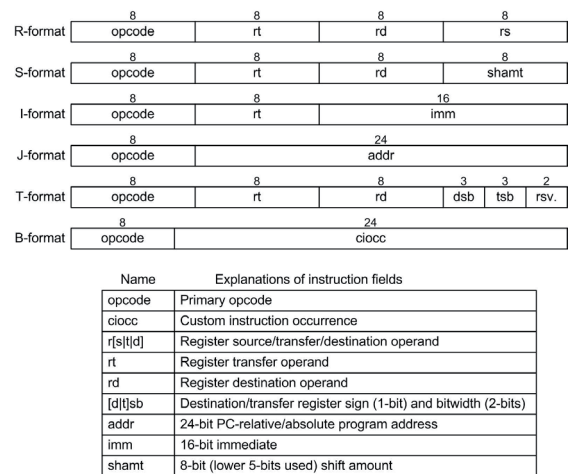 8 8 8 8
R-format opcode rt rd rs
8 8 8 8
S-format opcode rt rd shamt
8 8 16
I-format opcode rt imm
8 24
J-format opcode addr
8 8 8 3 3 2
T-format opcode rt rd dsb tsb rsv.
8 24
B-format opcode ciocc
Name Explanations of instruction fields
opcode Primary opcode
ciocc Custom instruction occurrence
r[s|t|d] Register source/transfer/destination operand
rt Register transfer operand
rd Register destination operand
[d|t]sb Destination/transfer register sign (1-bit) and bitwidth (2-bits)
addr 24-bit PC-relative/absolute program address
imm 16-bit immediate
shamt 8-bit (lower 5-bits used) shift amount